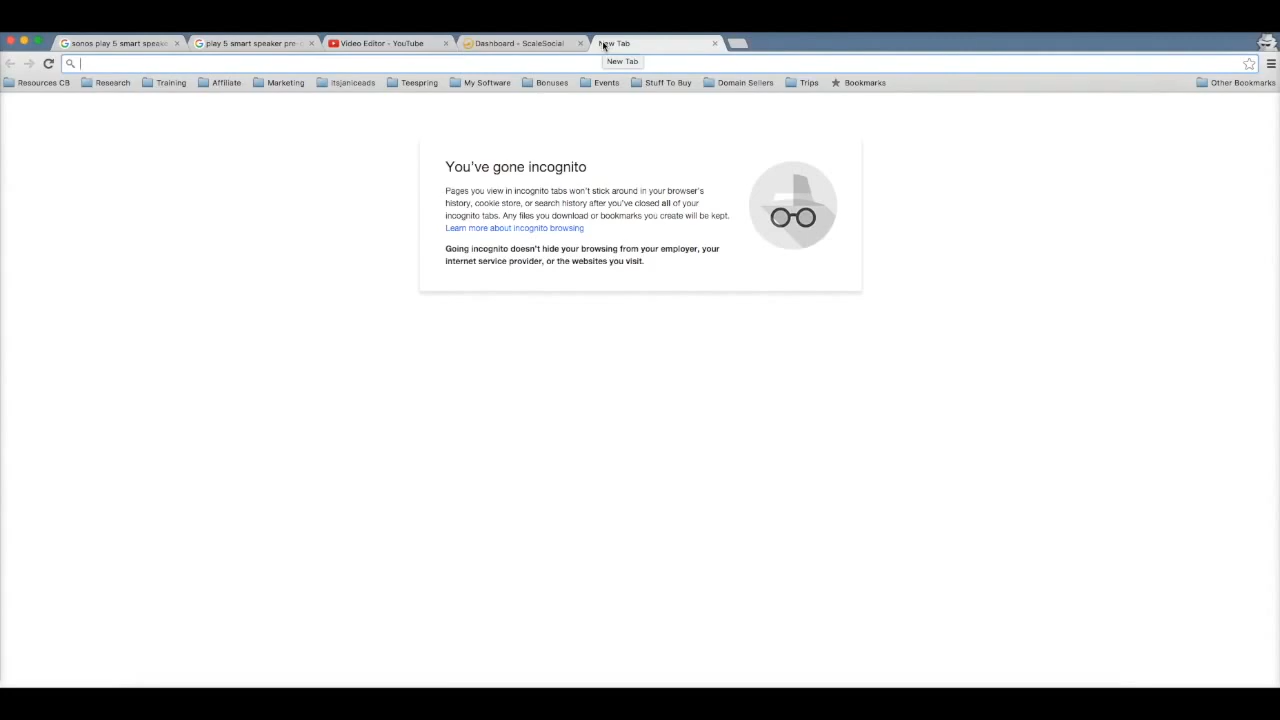 sonos play 5 smart speake
play 5 smart speaker pre-o
Video Editor - YouTube
Dashboard - ScaleSocial
New Tab
New Tab
Resources CB
Research
Training
Affiliate
Marketing
itsjaniceads
Teespring
My Software
Bonuses
Events
Stuff To Buy
Domain Sellers
Trips
Bookmarks
Other Bookmarks
You've gone incognito
Pages you view in incognito tabs won't stick around in your browser's
history, cookie store, or search history after you've closed all of your
incognito tabs. Any files you download or bookmarks you create will be kept.
Learn more about incognito browsing
Going incognito doesn't hide your browsing from your employer, your
internet service provider, or the websites you visit.